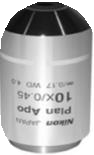 Nikon JAPAN
Plan Apo
10x/0.45
∞/0.17 WD 4.0